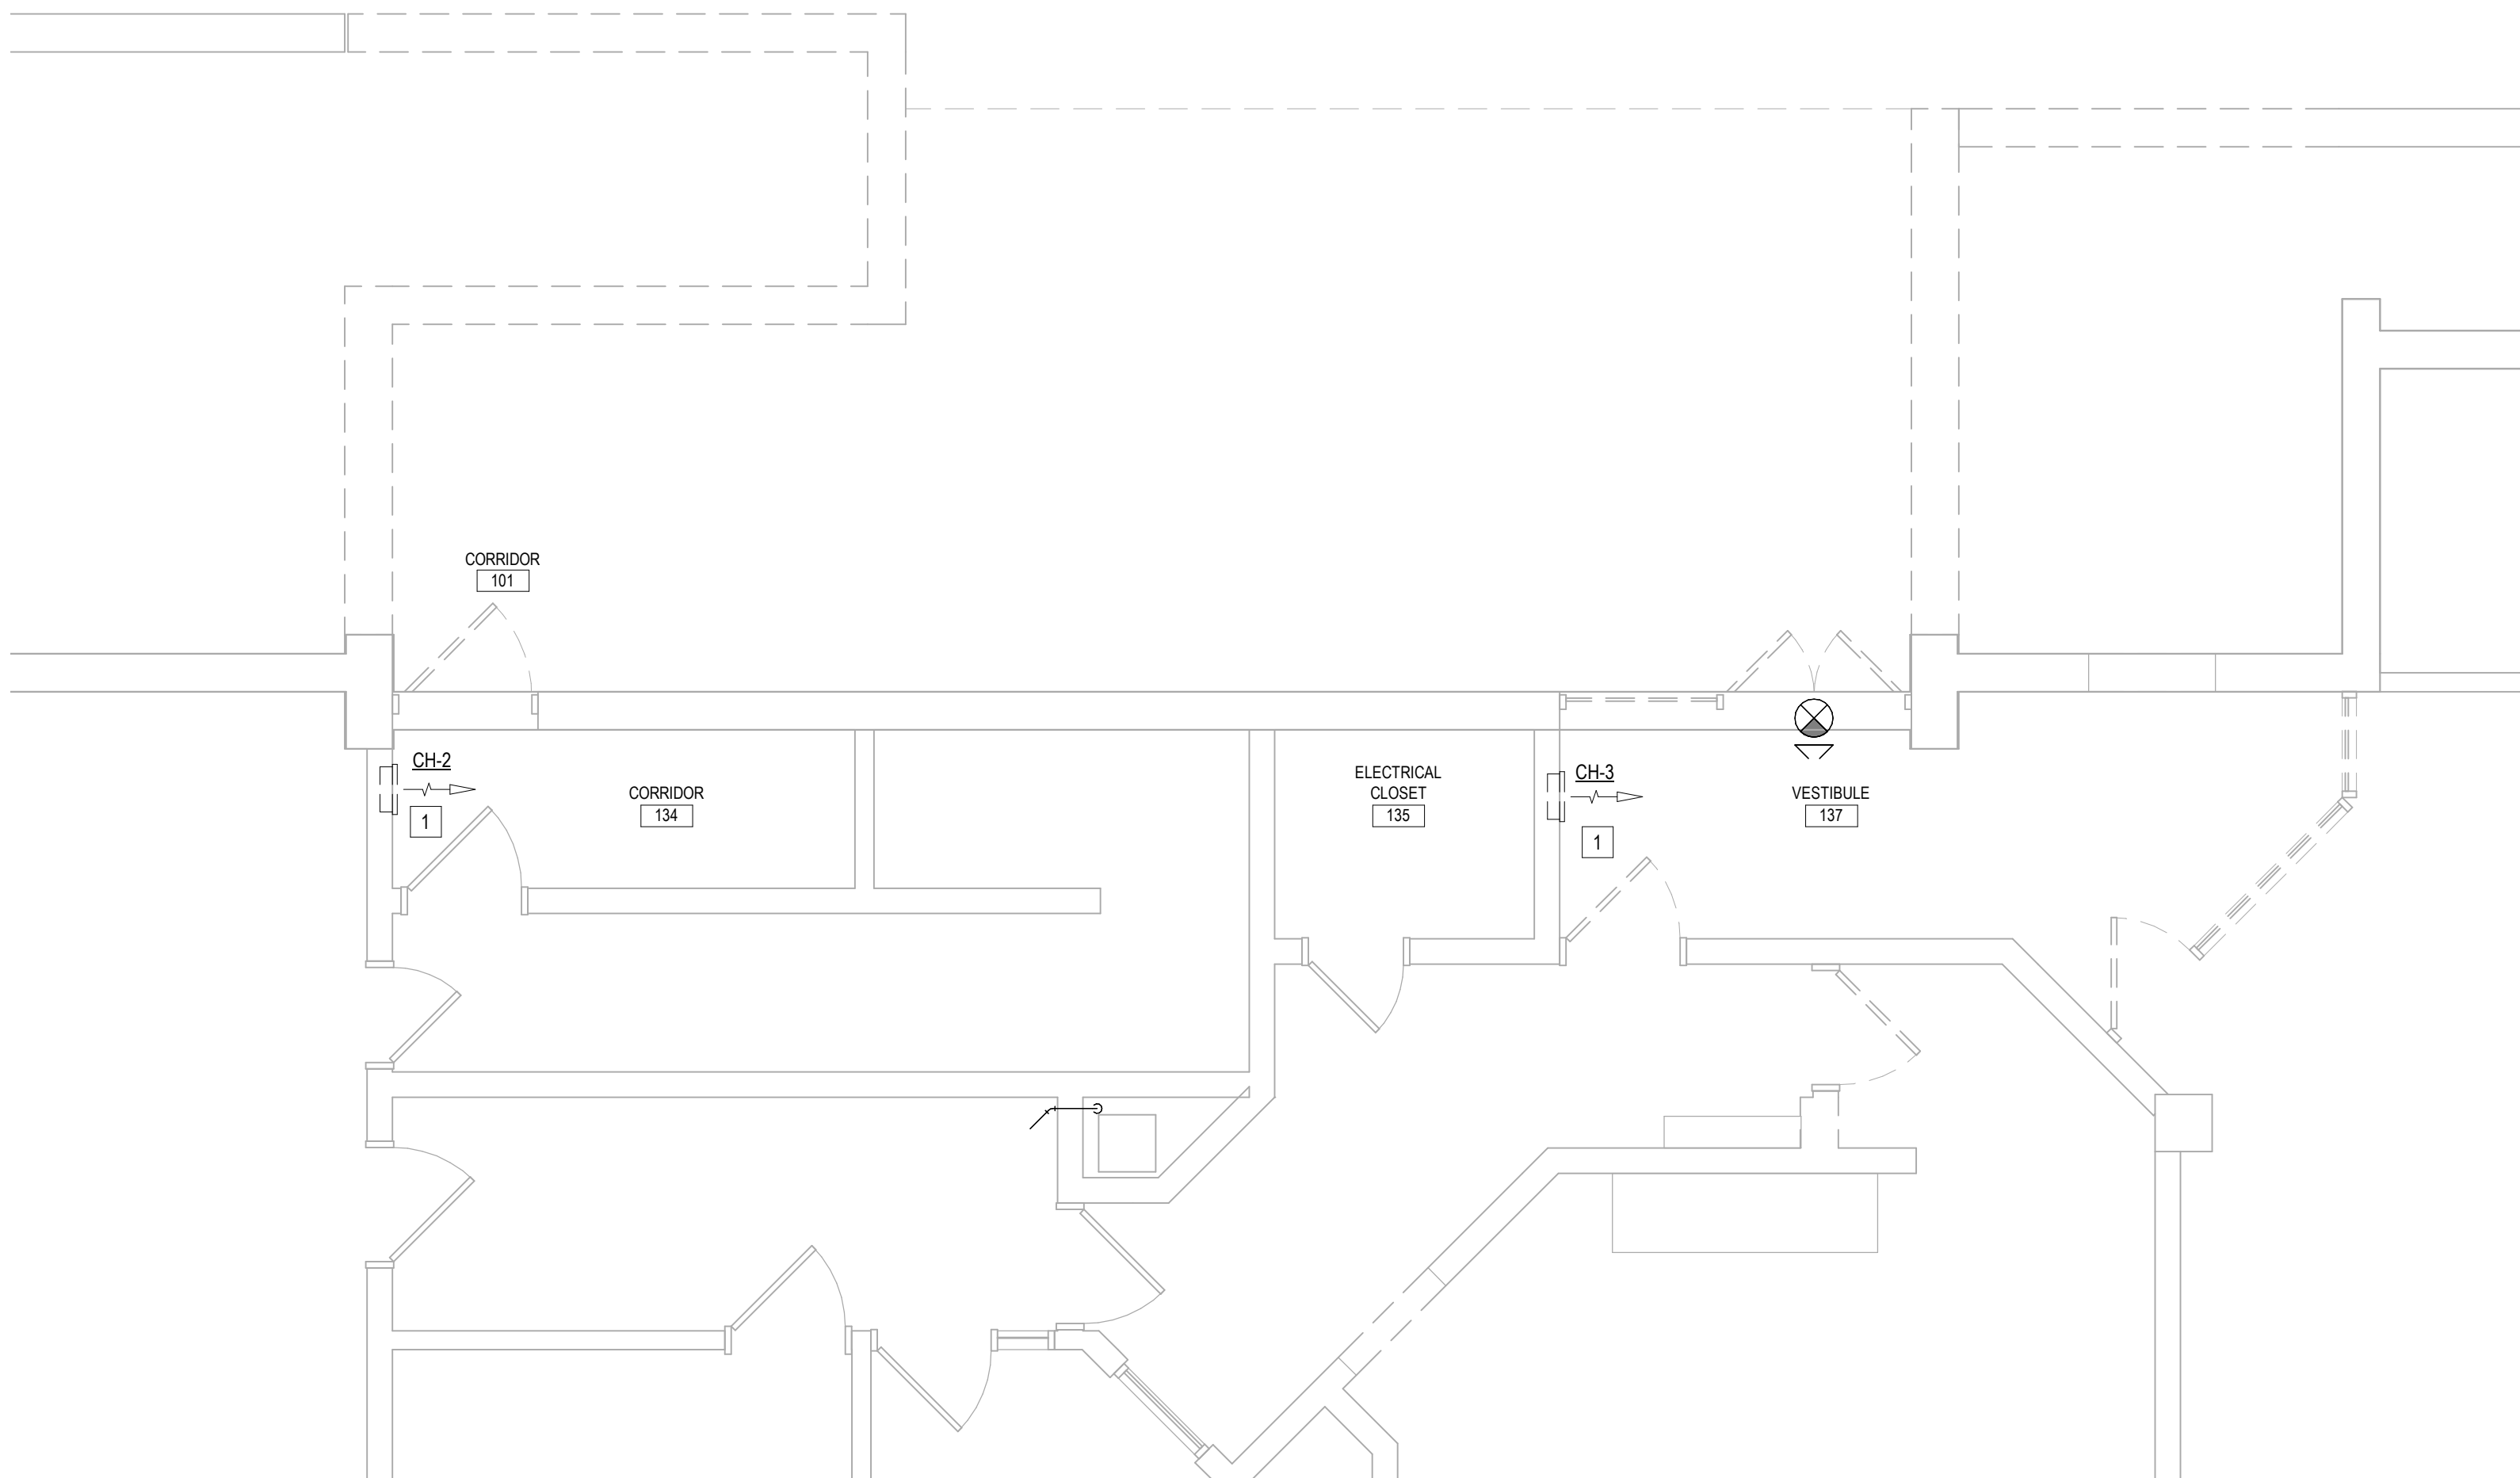 CORRIDOR
101
CH-2
1
CORRIDOR
134
ELECTRICAL
CLOSET
135
CH-3
1
VESTIBULE
137